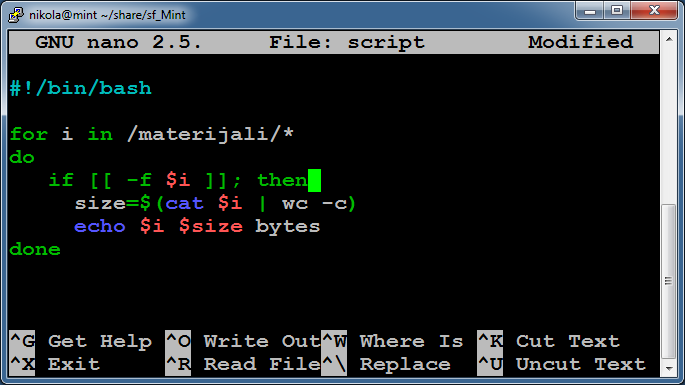 nikola@mint ~/share/sf_Mint
GNU nano 2.5. File: script Modified
#!/bin/bash
for i in /materijali/*
do
if [[ -f $i ]]; then
size=$(cat $i | wc -c)
echo $i $size bytes
done
^G Get Help ^O Write Out ^W Where Is ^K Cut Text
^X Exit ^R Read File ^\ Replace ^U Uncut Text